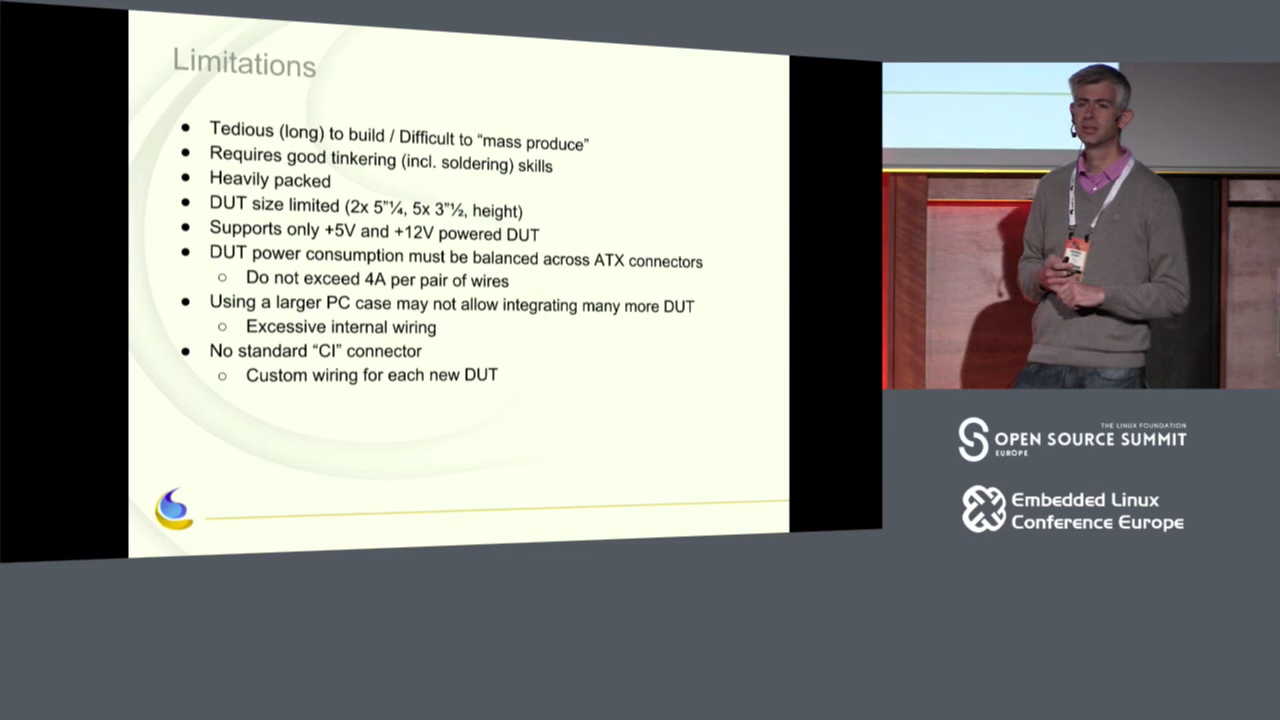 Limitations
● Tedious (long) to build / Difficult to “mass produce”
● Requires good tinkering (incl. soldering) skills
● Heavily packed
● DUT size limited (2x 5”¼, 5x 3”½, height)
● Supports only +5V and +12V powered DUT
● DUT power consumption must be balanced across ATX connectors
○ Do not exceed 4A per pair of wires
● Using a larger PC case may not allow integrating many more DUT
○ Excessive internal wiring
● No standard “CI” connector
○ Custom wiring for each new DUT
THE LINUX FOUNDATION
OPEN SOURCE SUMMIT
EUROPE
Embedded Linux
Conference Europe